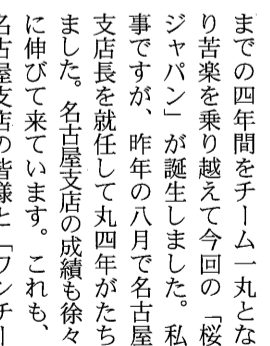 までの四年間をチーム一丸とな
り苦楽を乗り越えて今回の「桜
ジャパン」が誕生しました。私
事ですが、昨年の八月で名古屋
支店長を就任して丸四年がたち
ました。名古屋支店の成績も徐々
に伸びて来ています。これも、
名古屋支店の皆様と「ワンチー